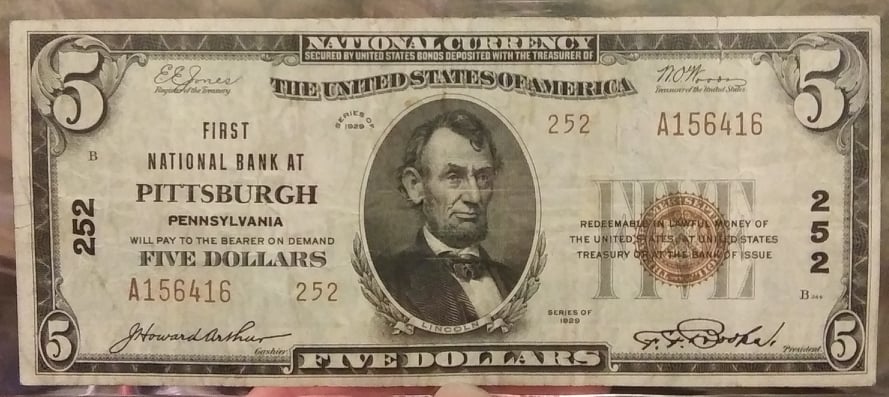 NATIONAL CURRENCY
SECURED BY UNITED STATES BONDS DEPOSITED WITH THE TREASURER OF
THE UNITED STATES OF AMERICA
5
5
E E Jones
Register of the Treasury
W.O. Woods
Treasurer of the United States
SERIES OF
1929
252
A156416
FIRST
B
NATIONAL BANK AT
PITTSBURGH
PENNSYLVANIA
WILL PAY TO THE BEARER ON DEMAND
FIVE DOLLARS
A156416
252
252
252
FIVE
REDEEMABLE IN LAWFUL MONEY OF
THE UNITED STATES, AT UNITED STATES
TREASURY OR AT THE BANK OF ISSUE
B 344
SERIES OF
1929
LINCOLN
J Howard Arthur
Cashier
President
5
5
FIVE DOLLARS